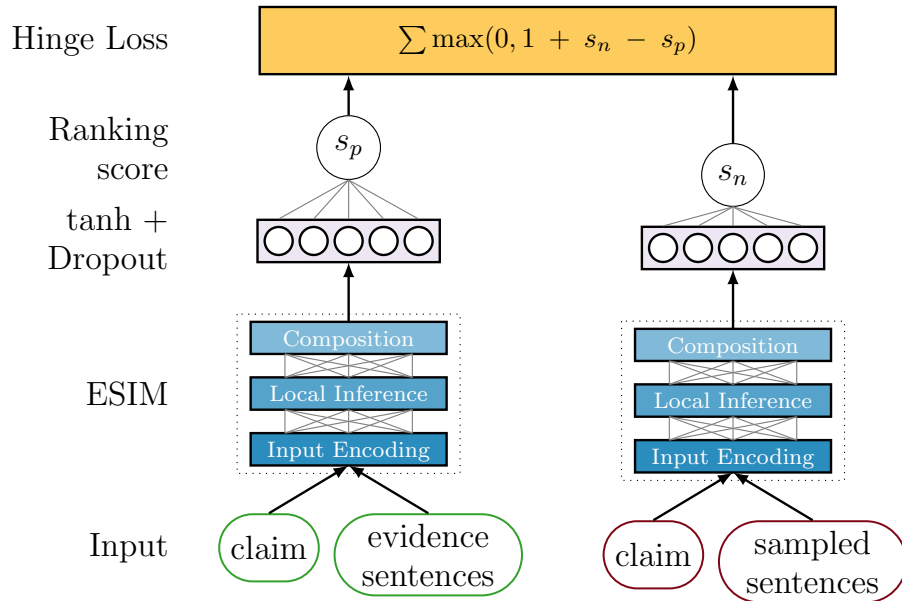 Hinge Loss
∑ max(0, 1 + s_n − s_p)
Ranking
score
s_p
s_n
tanh +
Dropout
ESIM
Composition
Local Inference
Input Encoding
Composition
Local Inference
Input Encoding
Input
claim
evidence
sentences
claim
sampled
sentences